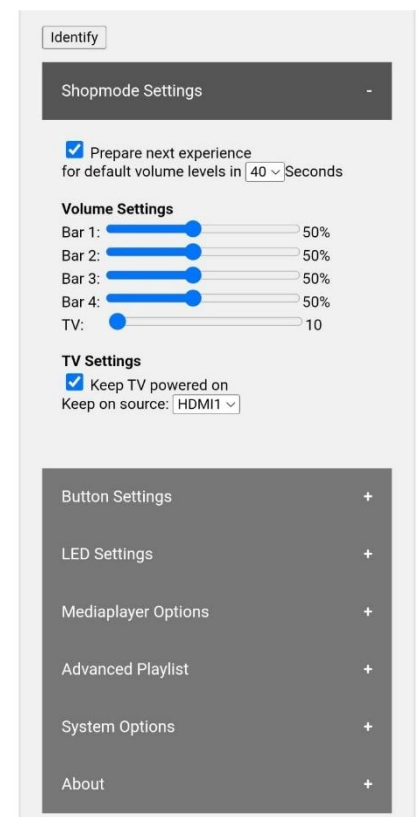 Identify
Shopmode Settings -
Prepare next experience
for default volume levels in 40 Seconds
Volume Settings
Bar 1: 50%
Bar 2: 50%
Bar 3: 50%
Bar 4: 50%
TV: 10
TV Settings
Keep TV powered on
Keep on source: HDMI1
Button Settings +
LED Settings +
Mediaplayer Options +
Advanced Playlist +
System Options +
About +